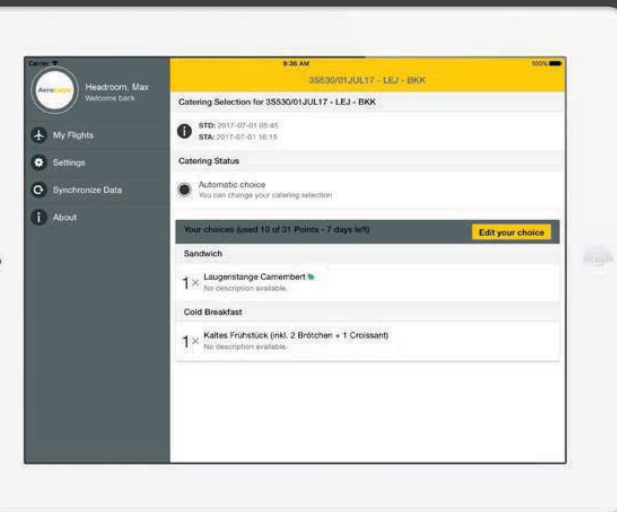 Carrier
9:36 AM
100%
3S530/01JUL17 - LEJ - BKK
AeroLogic
Headroom, Max
Welcome back
My Flights
Settings
Synchronize Data
About
Catering Selection for 3S530/01JUL17 - LEJ - BKK
STD: 2017-07-01 05:45
STA: 2017-07-01 16:15
Catering Status
Automatic choice
You can change your catering selection
Your choices (used 10 of 31 Points - 7 days left)
Edit your choice
Sandwich
1× Laugenstange Camembert
No description available.
Cold Breakfast
1× Kaltes Frühstück (inkl. 2 Brötchen + 1 Croissant)
No description available.